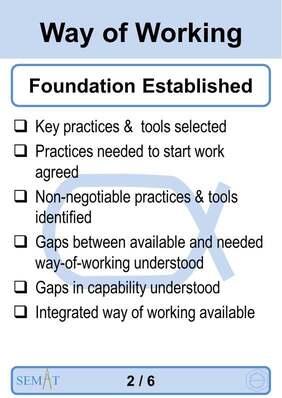 Way of Working
Foundation Established
❑ Key practices & tools selected
❑ Practices needed to start work
agreed
❑ Non-negotiable practices & tools
identified
❑ Gaps between available and needed
way-of-working understood
❑ Gaps in capability understood
❑ Integrated way of working available
SEMAT
2 / 6